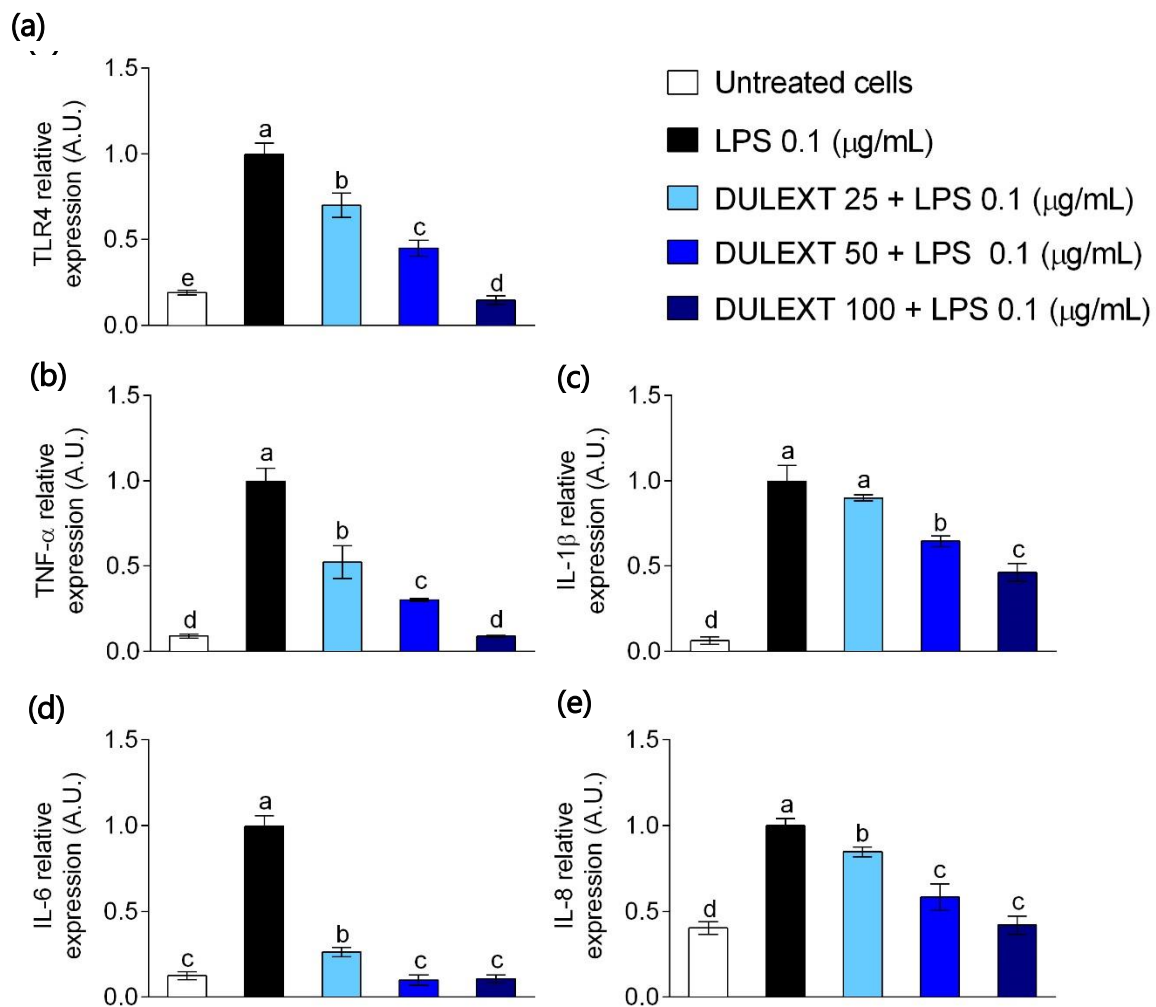 (a)
TLR4 relative
expression (A.U.)
1.5
1.0
0.5
0.0
e
a
b
c
d
Untreated cells
LPS 0.1 (μg/mL)
DULEXT 25 + LPS 0.1 (μg/mL)
DULEXT 50 + LPS 0.1 (μg/mL)
DULEXT 100 + LPS 0.1 (μg/mL)
(b)
TNF-α relative
expression (A.U.)
1.5
1.0
0.5
0.0
d
a
b
c
d
(c)
IL-1β relative
expression (A.U.)
1.5
1.0
0.5
0.0
d
a
a
b
c
(d)
IL-6 relative
expression (A.U.)
1.5
1.0
0.5
0.0
c
a
b
c
c
(e)
IL-8 relative
expression (A.U.)
1.5
1.0
0.5
0.0
d
a
b
c
c